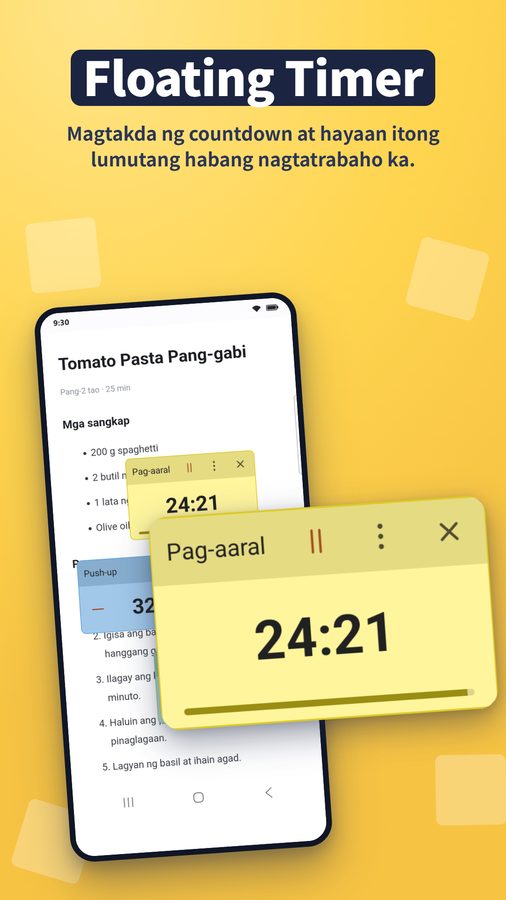 Floating Timer
Magtakda ng countdown at hayaan itong
lumutang habang nagtatrabaho ka.
9:30
Tomato Pasta Pang-gabi
Pang-2 tao · 25 min
Mga sangkap
• 200 g spaghetti
• 2 butil
• 1 lata
• Olive oil
Pag-aaral
24:21
Push-up
32
Pag-aaral
24:21
2. Igisa ang
hanggang
3. Ilagay ang
minuto.
4. Haluin ang
pinaglagaan.
5. Lagyan ng basil at ihain agad.